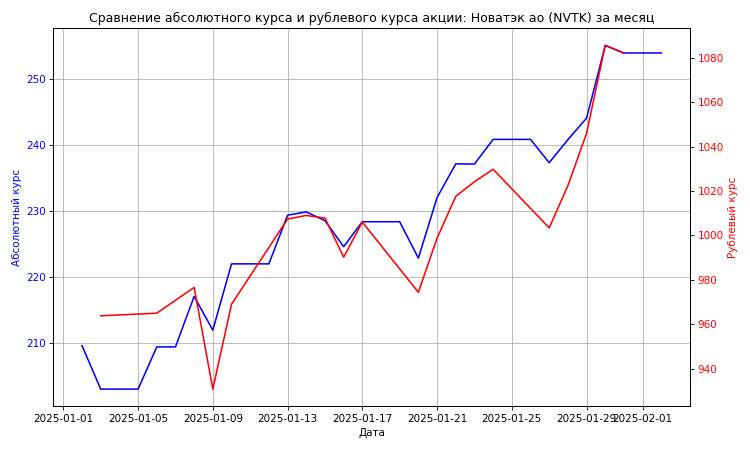 Сравнение абсолютного курса и рублевого курса акции: Новатэк ао (NVTK) за месяц
Абсолютный курс
250
240
230
220
210
1080
1060
1040
1020
1000
980
960
940
Рублевый курс
2025-01-01 2025-01-05 2025-01-09 2025-01-13 2025-01-17 2025-01-21 2025-01-25 2025-01-29 2025-02-01
Дата